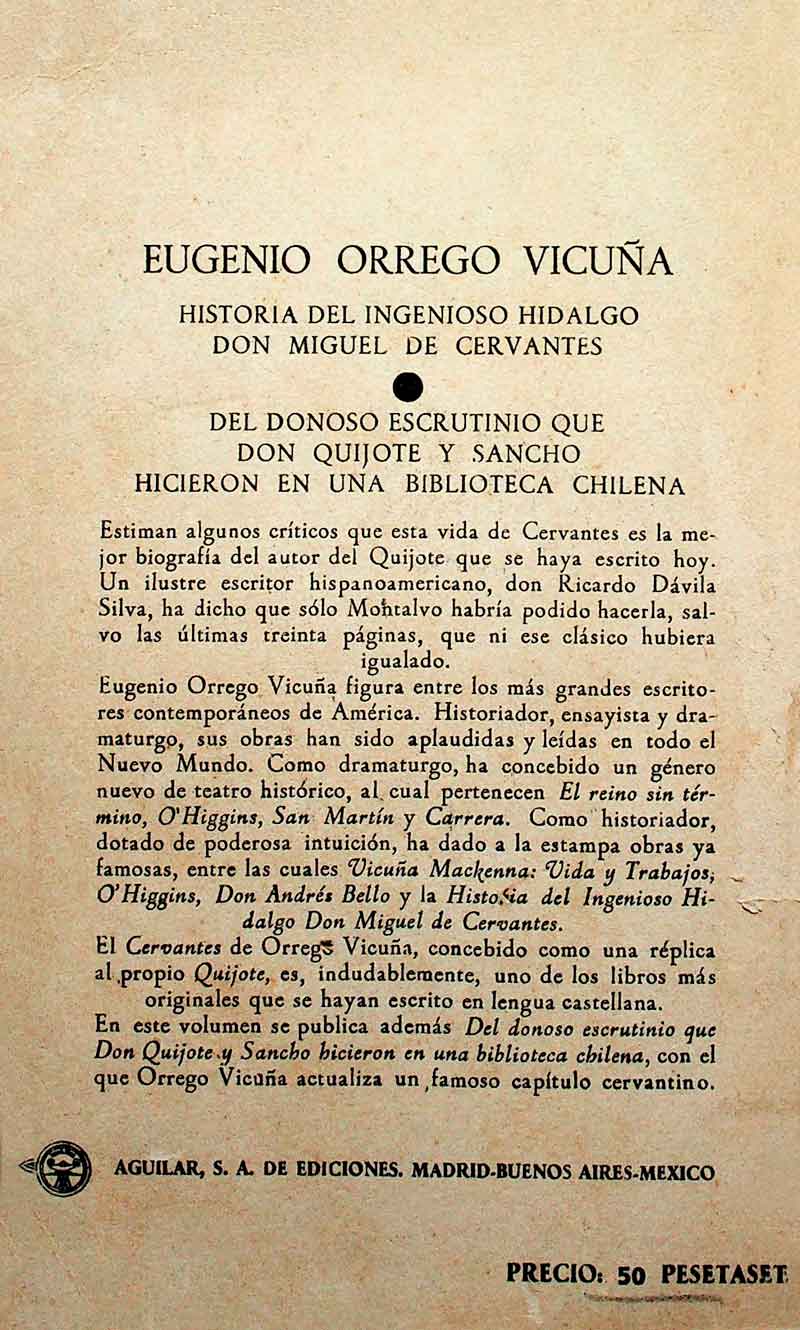 EUGENIO ORREGO VICUÑA
HISTORIA DEL INGENIOSO HIDALGO
DON MIGUEL DE CERVANTES
DEL DONOSO ESCRUTINIO QUE
DON QUIJOTE Y SANCHO
HICIERON EN UNA BIBLIOTECA CHILENA
Estiman algunos críticos que esta vida de Cervantes es la me-
jor biografía del autor del Quijote que se haya escrito hoy.
Un ilustre escritor hispanoamericano, don Ricardo Dávila
Silva, ha dicho que sólo Montalvo habría podido hacerla, sal-
vo las últimas treinta páginas, que ni ese clásico hubiera
igualado.
Eugenio Orrego Vicuña figura entre los más grandes escrito-
res contemporáneos de América. Historiador, ensayista y dra-
maturgo, sus obras han sido aplaudidas y leídas en todo el
Nuevo Mundo. Como dramaturgo, ha concebido un género
nuevo de teatro histórico, al cual pertenecen El reino sin tér-
mino, O'Higgins, San Martín y Carrera. Como historiador,
dotado de poderosa intuición, ha dado a la estampa obras ya
famosas, entre las cuales Vicuña Mackenna: Vida y Trabajos;
O'Higgins, Don Andrés Bello y la Historia del Ingenioso Hi-
dalgo Don Miguel de Cervantes.
El Cervantes de Orrego Vicuña, concebido como una réplica
al propio Quijote, es, indudablemente, uno de los libros más
originales que se hayan escrito en lengua castellana.
En este volumen se publica además Del donoso escrutinio que
Don Quijote y Sancho hicieron en una biblioteca chilena, con el
que Orrego Vicuña actualiza un famoso capítulo cervantino.
AGUILAR, S. A. DE EDICIONES. MADRID-BUENOS AIRES-MEXICO
PRECIO: 50 PESETASET